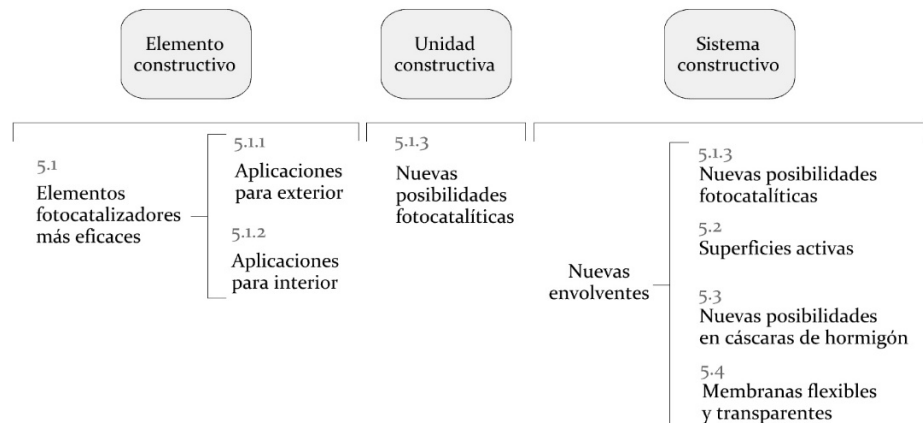 Elemento
constructivo
Unidad
constructiva
Sistema
constructivo
5.1
Elementos
fotocatalizadores
más eficaces
5.1.1
Aplicaciones
para exterior
5.1.2
Aplicaciones
para interior
5.1.3
Nuevas
posibilidades
fotocatalíticas
Nuevas
envolventes
5.1.3
Nuevas posibilidades
fotocatalíticas
5.2
Superficies activas
5.3
Nuevas posibilidades
en cáscaras de hormigón
5.4
Membranas flexibles
y transparentes